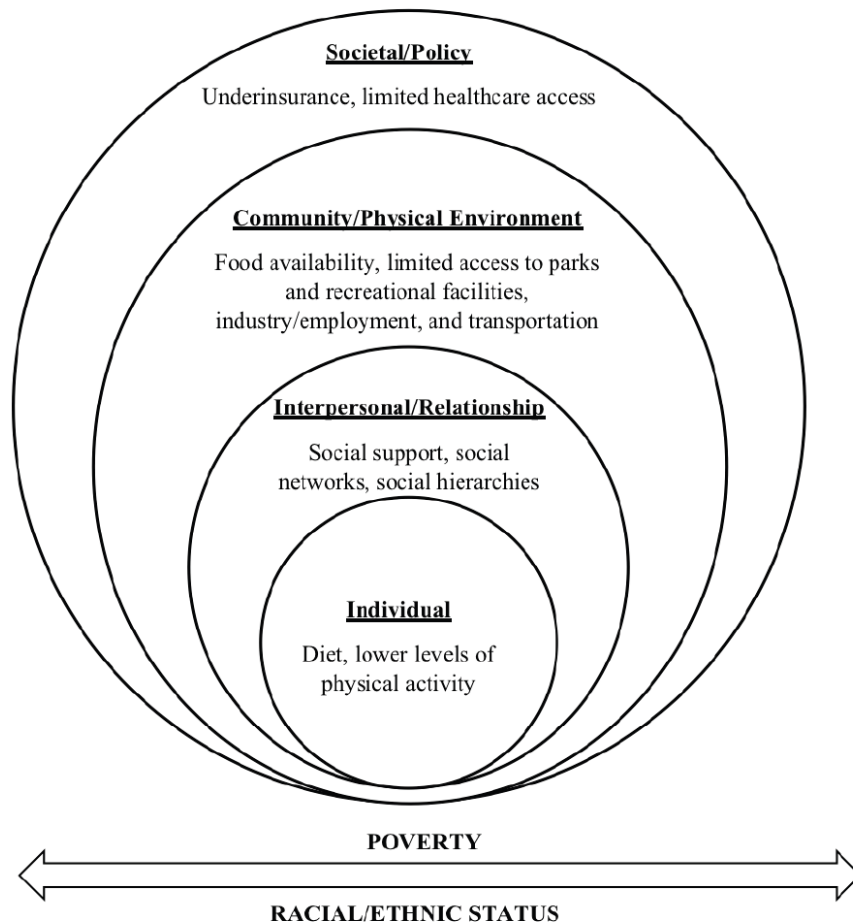 Societal/Policy
Underinsurance, limited healthcare access
Community/Physical Environment
Food availability, limited access to parks
and recreational facilities,
industry/employment, and transportation
Interpersonal/Relationship
Social support, social
networks, social hierarchies
Individual
Diet, lower levels of
physical activity
POVERTY
RACIAL/ETHNIC STATUS